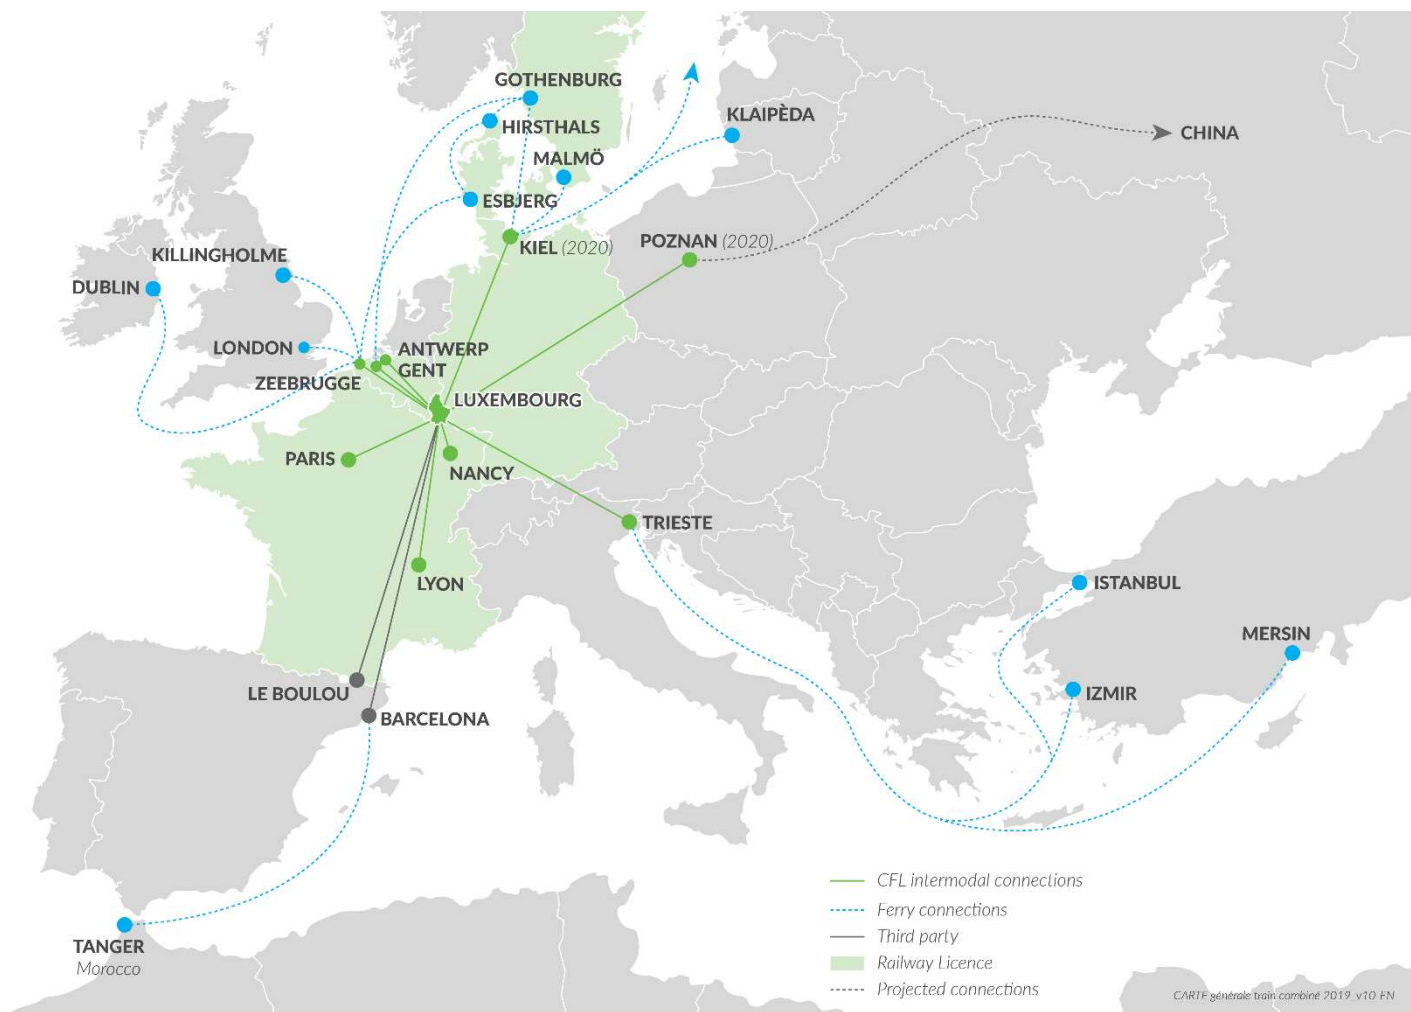 GOTHENBURG
HIRSTHALS
KLAIPÈDA
CHINA
MALMÖ
ESBJERG
KIEL (2020)
POZNAN (2020)
KILLINGHOLME
DUBLIN
LONDON
ANTWERP
GENT
ZEEBRUGGE
LUXEMBOURG
PARIS
NANCY
TRIESTE
LYON
ISTANBUL
MERSIN
LE BOULOU
IZMIR
BARCELONA
TANGER
Morocco
CFL intermodal connections
Ferry connections
Third party
Railway Licence
Projected connections
CARTE générale train combiné 2019_v10 EN